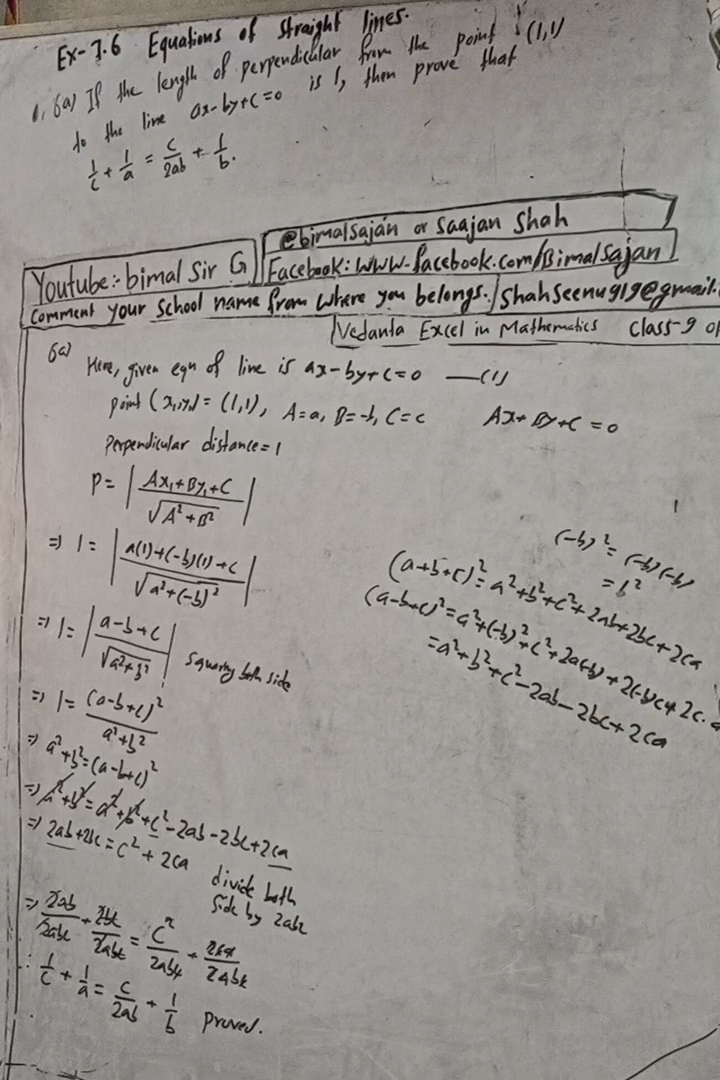 Ex-7.6 Equations of straight lines.
1. 6a) If the length of perpendicular from the point (1,1)
to the line ax-by+c=0 is 1, then prove that
1/c + 1/a = c/2ab + 1/b.
@bimalsajan or Saajan Shah
Youtube:- bimal Sir G
Facebook: www.facebook.com/Bimalsajan
Comment your School name from where you belongs. / Shahseenu919@gmail.
Vedanta Excel in Mathematics class-9 op
6a)
Here, given eqn of line is ax-by+c=0 —(1)
point (x₁,y₁) = (1,1), A=a, B=-b, C=c Ax+By+C=0
Perpendicular distance=1
P= |Ax₁+By₁+C / √A²+B²|
=> 1= |a(1)+(-b)(1)+c / √a²+(-b)²|
=> 1= |a-b+c / √a²+b²| squaring both side
=> 1= (a-b+c)² / a²+b²
=> a²+b²=(a-b+c)²
=> a²+b²=a²+b²+c²-2ab-2bc+2ca
=> 2ab+2bc=c²+2ca divide both
side by 2abc
=> 2ab/2abc + 2bc/2abc = c²/2abc + 2ca/2abc
∴ 1/c + 1/a = c/2ab + 1/b proved.
(-b)²=(-b)(-b)
=b²
(a+b+c)²=a²+b²+c²+2ab+2bc+2ca
(a-b+c)²=a²+(-b)²+c²+2a(-b)+2(-b)c+2c.a
=a²+b²+c²-2ab-2bc+2ca